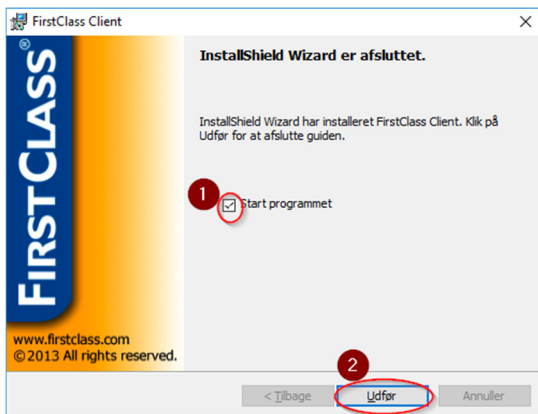 FirstClass Client
FIRSTCLASS®
InstallShield Wizard er afsluttet.
InstallShield Wizard har installeret FirstClass Client. Klik på
Udfør for at afslutte guiden.
1
Start programmet
www.firstclass.com
©2013 All rights reserved.
2
< Tilbage
Udfør
Annuller